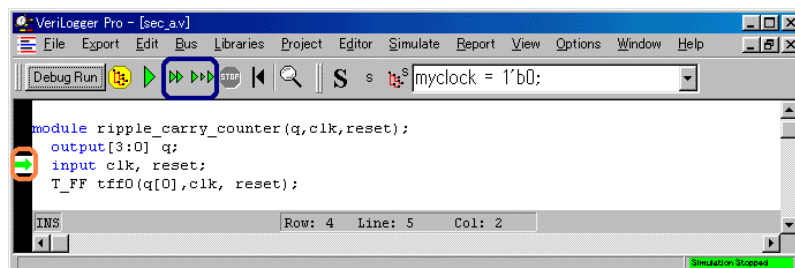 VeriLogger Pro - [sec_a.v]
File Export Edit Bus Libraries Project Editor Simulate Report View Options Window Help
Debug Run STOP S s S myclock = 1'b0;
module ripple_carry_counter(q,clk,reset);
output[3:0] q;
input clk, reset;
T_FF tff0(q[0],clk, reset);
INS Row: 4 Line: 5 Col: 2
Simulation Stopped